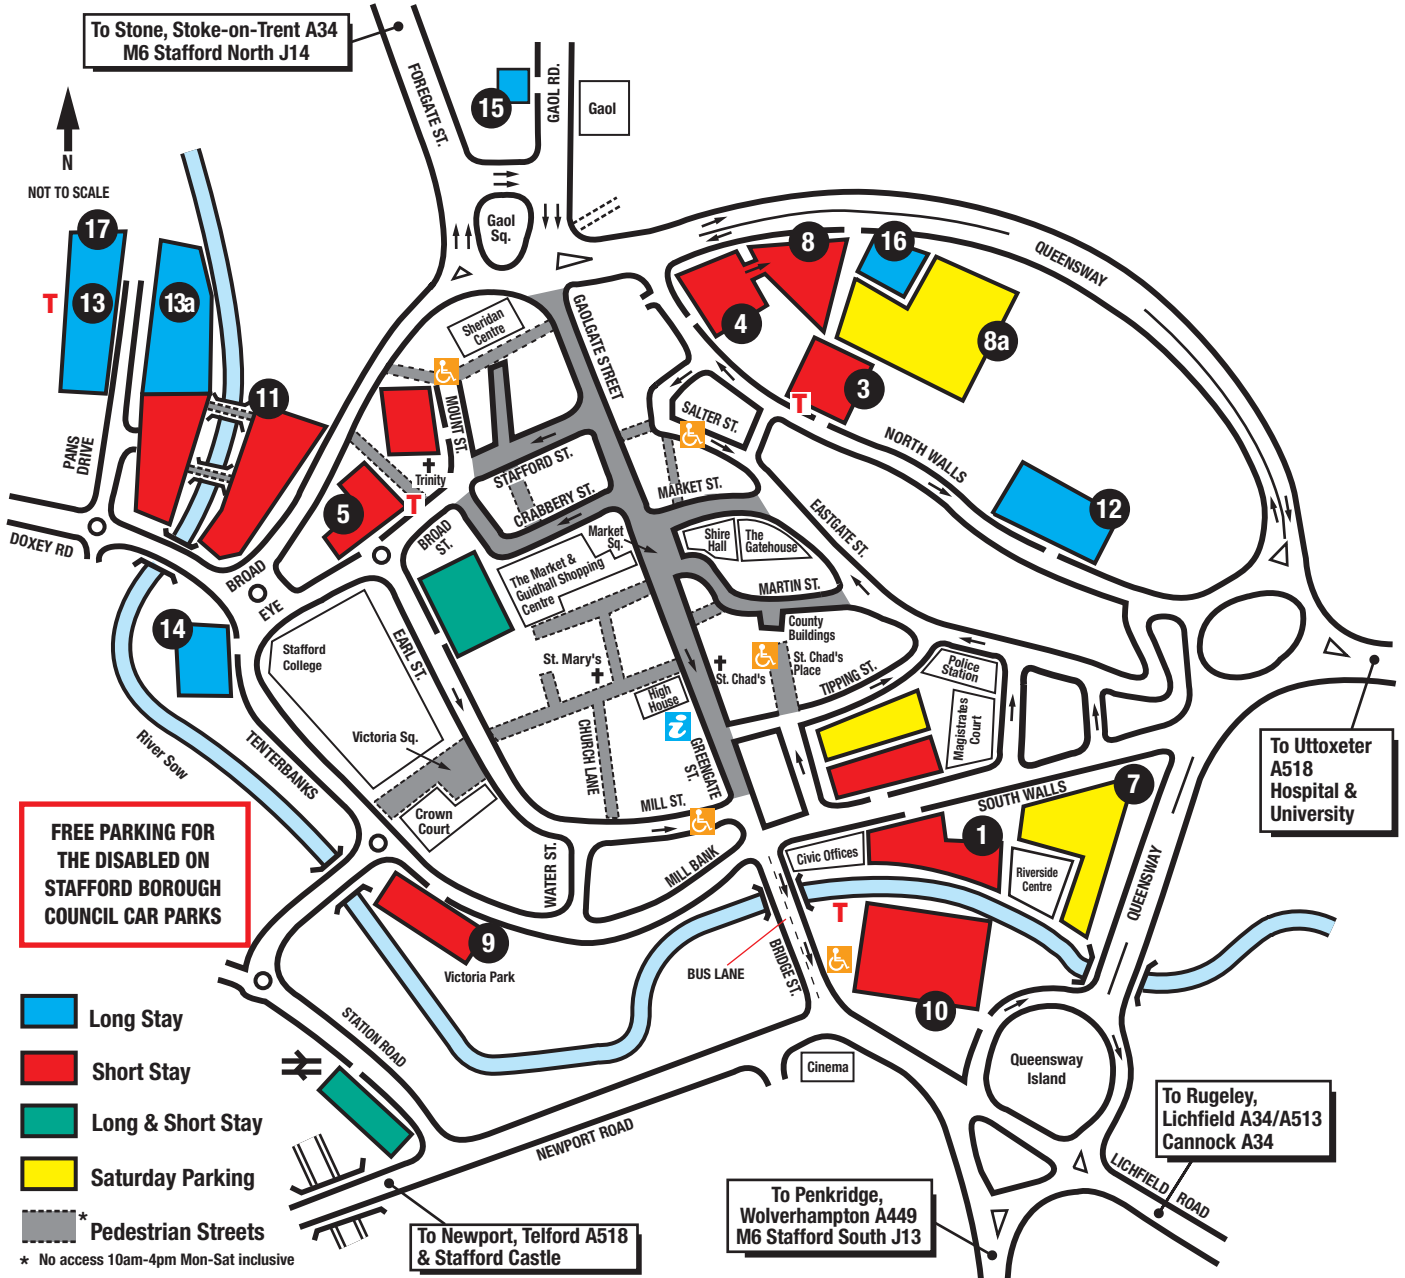 To Stone, Stoke-on-Trent A34
M6 Stafford North J14
FOREGATE ST.
15
GAOL RD.
Gaol
N
NOT TO SCALE
Gaol
Sq.
17
13
T
13a
11
PANS
DRIVE
DOXEY RD
BROAD
EYE
14
River Sow
TENTERBANKS
Sheridan
Centre
MOUNT ST.
Trinity
T
5
GAOLGATE STREET
STAFFORD ST.
CRABBERY ST.
BROAD
ST.
Market
Sq.
The Market &
Guidhall Shopping
Centre
SALTER ST.
MARKET ST.
Shire
Hall
The
Gatehouse
MARTIN ST.
EASTGATE ST.
County
Buildings
St. Chad's
Place
St. Chad's
TIPPING ST.
8
4
16
8a
3
T
QUEENSWAY
NORTH WALLS
12
Stafford
College
EARL ST.
St. Mary's
High
House
i
GREENGATE
ST.
CHURCH LANE
Victoria Sq.
Crown
Court
MILL ST.
MILL BANK
WATER ST.
Police
Station
Magistrates
Court
SOUTH WALLS
7
1
Civic Offices
Riverside
Centre
QUEENSWAY
To Uttoxeter
A518
Hospital &
University
FREE PARKING FOR
THE DISABLED ON
STAFFORD BOROUGH
COUNCIL CAR PARKS
9
Victoria Park
BUS LANE
BRIDGE ST.
T
10
STATION ROAD
NEWPORT ROAD
Cinema
Queensway
Island
LICHFIELD ROAD
To Rugeley,
Lichfield A34/A513
Cannock A34
To Penkridge,
Wolverhampton A449
M6 Stafford South J13
To Newport, Telford A518
& Stafford Castle
Long Stay
Short Stay
Long & Short Stay
Saturday Parking
* Pedestrian Streets
* No access 10am-4pm Mon-Sat inclusive